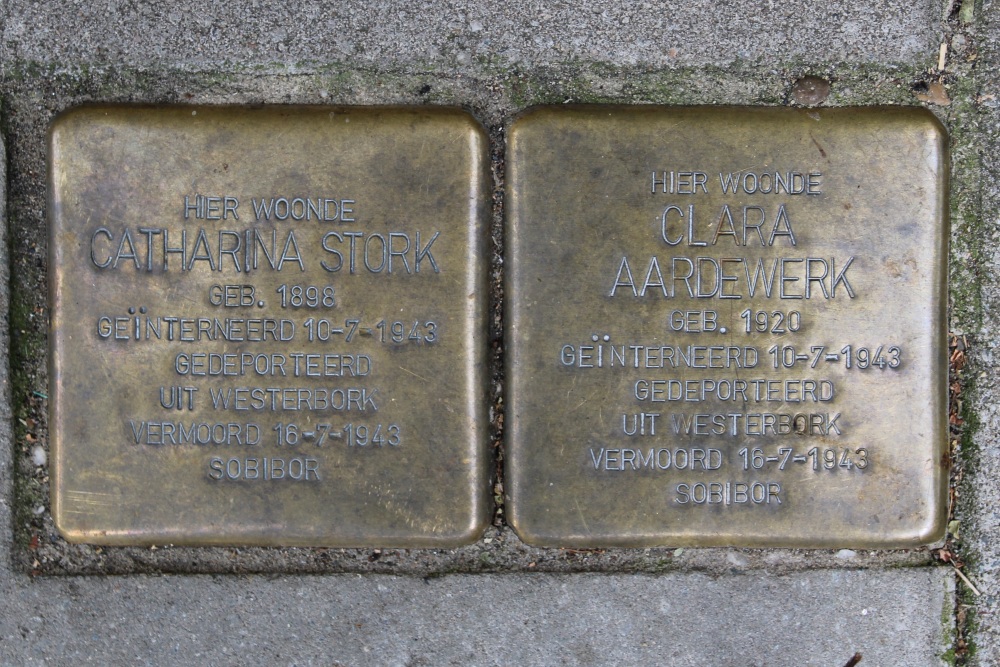 HIER WOONDE
CATHARINA STORK
GEB. 1898
GEÏNTERNEERD 10-7-1943
GEDEPORTEERD
UIT WESTERBORK
VERMOORD 16-7-1943
SOBIBOR
HIER WOONDE
CLARA
AARDEWERK
GEB. 1920
GEÏNTERNEERD 10-7-1943
GEDEPORTEERD
UIT WESTERBORK
VERMOORD 16-7-1943
SOBIBOR